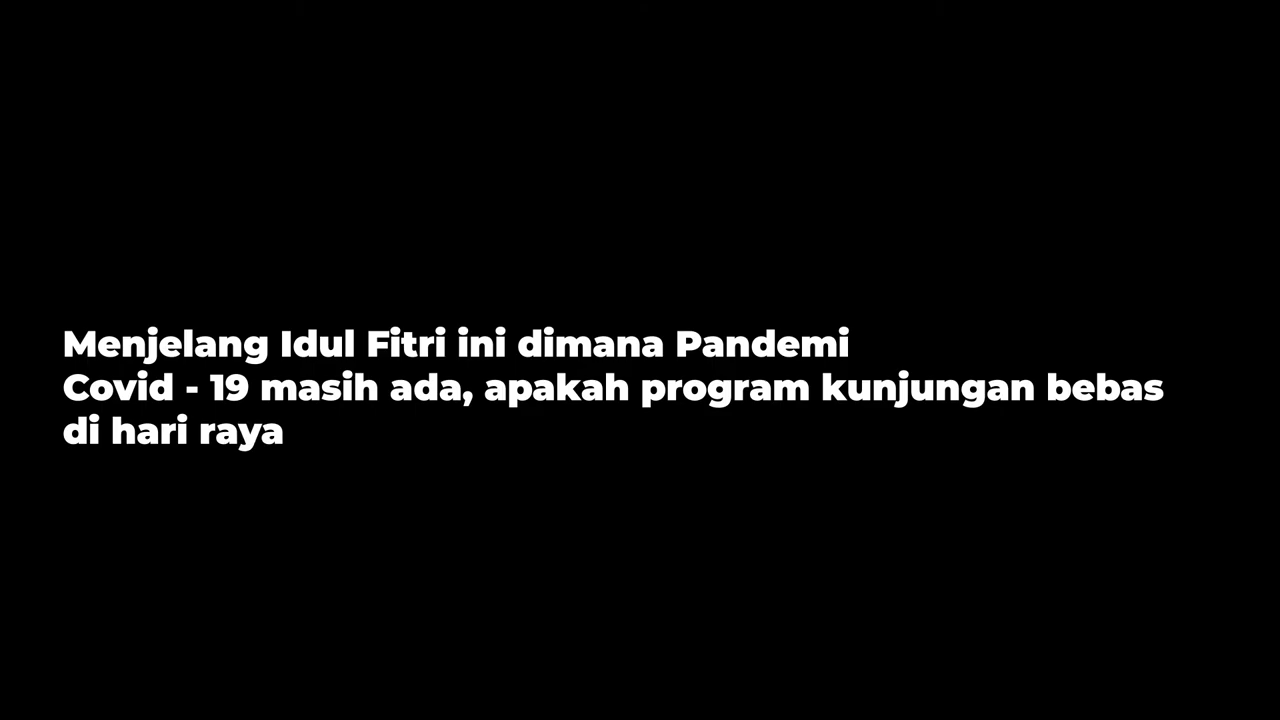 Menjelang Idul Fitri ini dimana Pandemi
Covid - 19 masih ada, apakah program kunjungan bebas
di hari raya